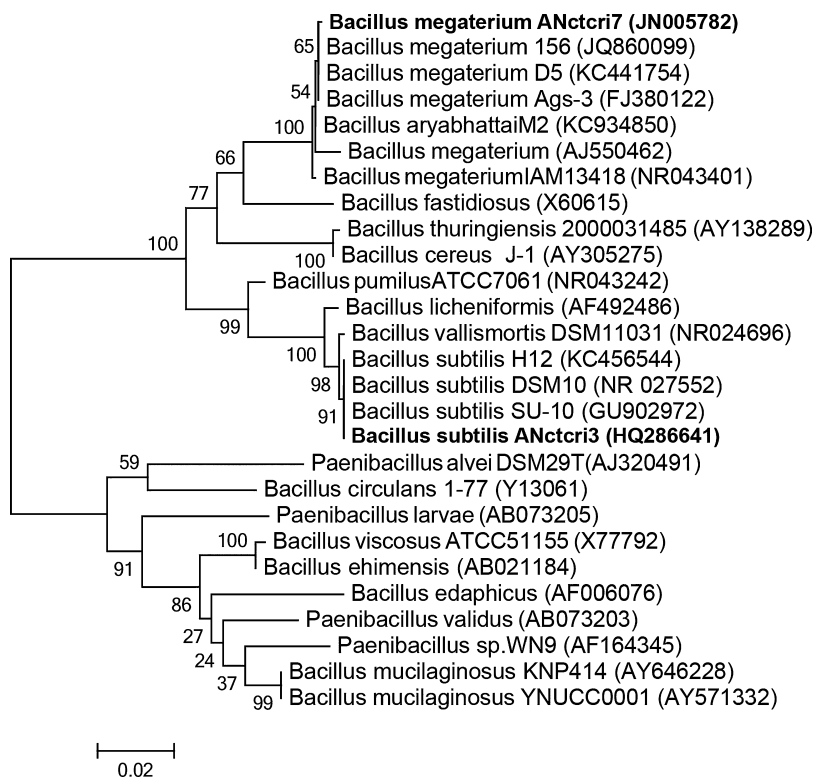 Bacillus megaterium ANctcri7 (JN005782)
65
Bacillus megaterium 156 (JQ860099)
Bacillus megaterium D5 (KC441754)
54
Bacillus megaterium Ags-3 (FJ380122)
100
Bacillus aryabhattaiM2 (KC934850)
Bacillus megaterium (AJ550462)
66
Bacillus megateriumIAM13418 (NR043401)
77
Bacillus fastidiosus (X60615)
Bacillus thuringiensis 2000031485 (AY138289)
100
100
Bacillus cereus J-1 (AY305275)
Bacillus pumilusATCC7061 (NR043242)
Bacillus licheniformis (AF492486)
99
Bacillus vallismortis DSM11031 (NR024696)
100
Bacillus subtilis H12 (KC456544)
98
Bacillus subtilis DSM10 (NR 027552)
91
Bacillus subtilis SU-10 (GU902972)
Bacillus subtilis ANctcri3 (HQ286641)
59
Paenibacillus alvei DSM29T(AJ320491)
Bacillus circulans 1-77 (Y13061)
Paenibacillus larvae (AB073205)
100
Bacillus viscosus ATCC51155 (X77792)
91
Bacillus ehimensis (AB021184)
86
Bacillus edaphicus (AF006076)
Paenibacillus validus (AB073203)
27
Paenibacillus sp.WN9 (AF164345)
24
Bacillus mucilaginosus KNP414 (AY646228)
37
99
Bacillus mucilaginosus YNUCC0001 (AY571332)
0.02